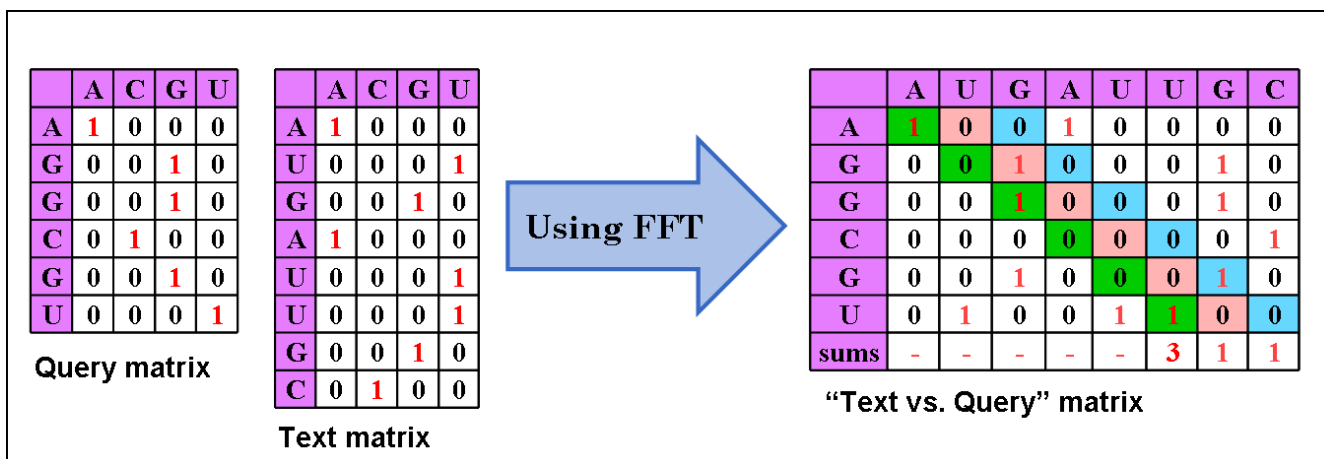 A C G U
A 1 0 0 0
G 0 0 1 0
G 0 0 1 0
C 0 1 0 0
G 0 0 1 0
U 0 0 0 1
Query matrix
A C G U
A 1 0 0 0
U 0 0 0 1
G 0 0 1 0
A 1 0 0 0
U 0 0 0 1
U 0 0 0 1
G 0 0 1 0
C 0 1 0 0
Text matrix
Using FFT
A U G A U U G C
A 1 0 0 1 0 0 0 0
G 0 0 1 0 0 0 1 0
G 0 0 1 0 0 0 1 0
C 0 0 0 0 0 0 0 1
G 0 0 1 0 0 0 1 0
U 0 1 0 0 1 1 0 0
sums - - - - - 3 1 1
“Text vs. Query” matrix